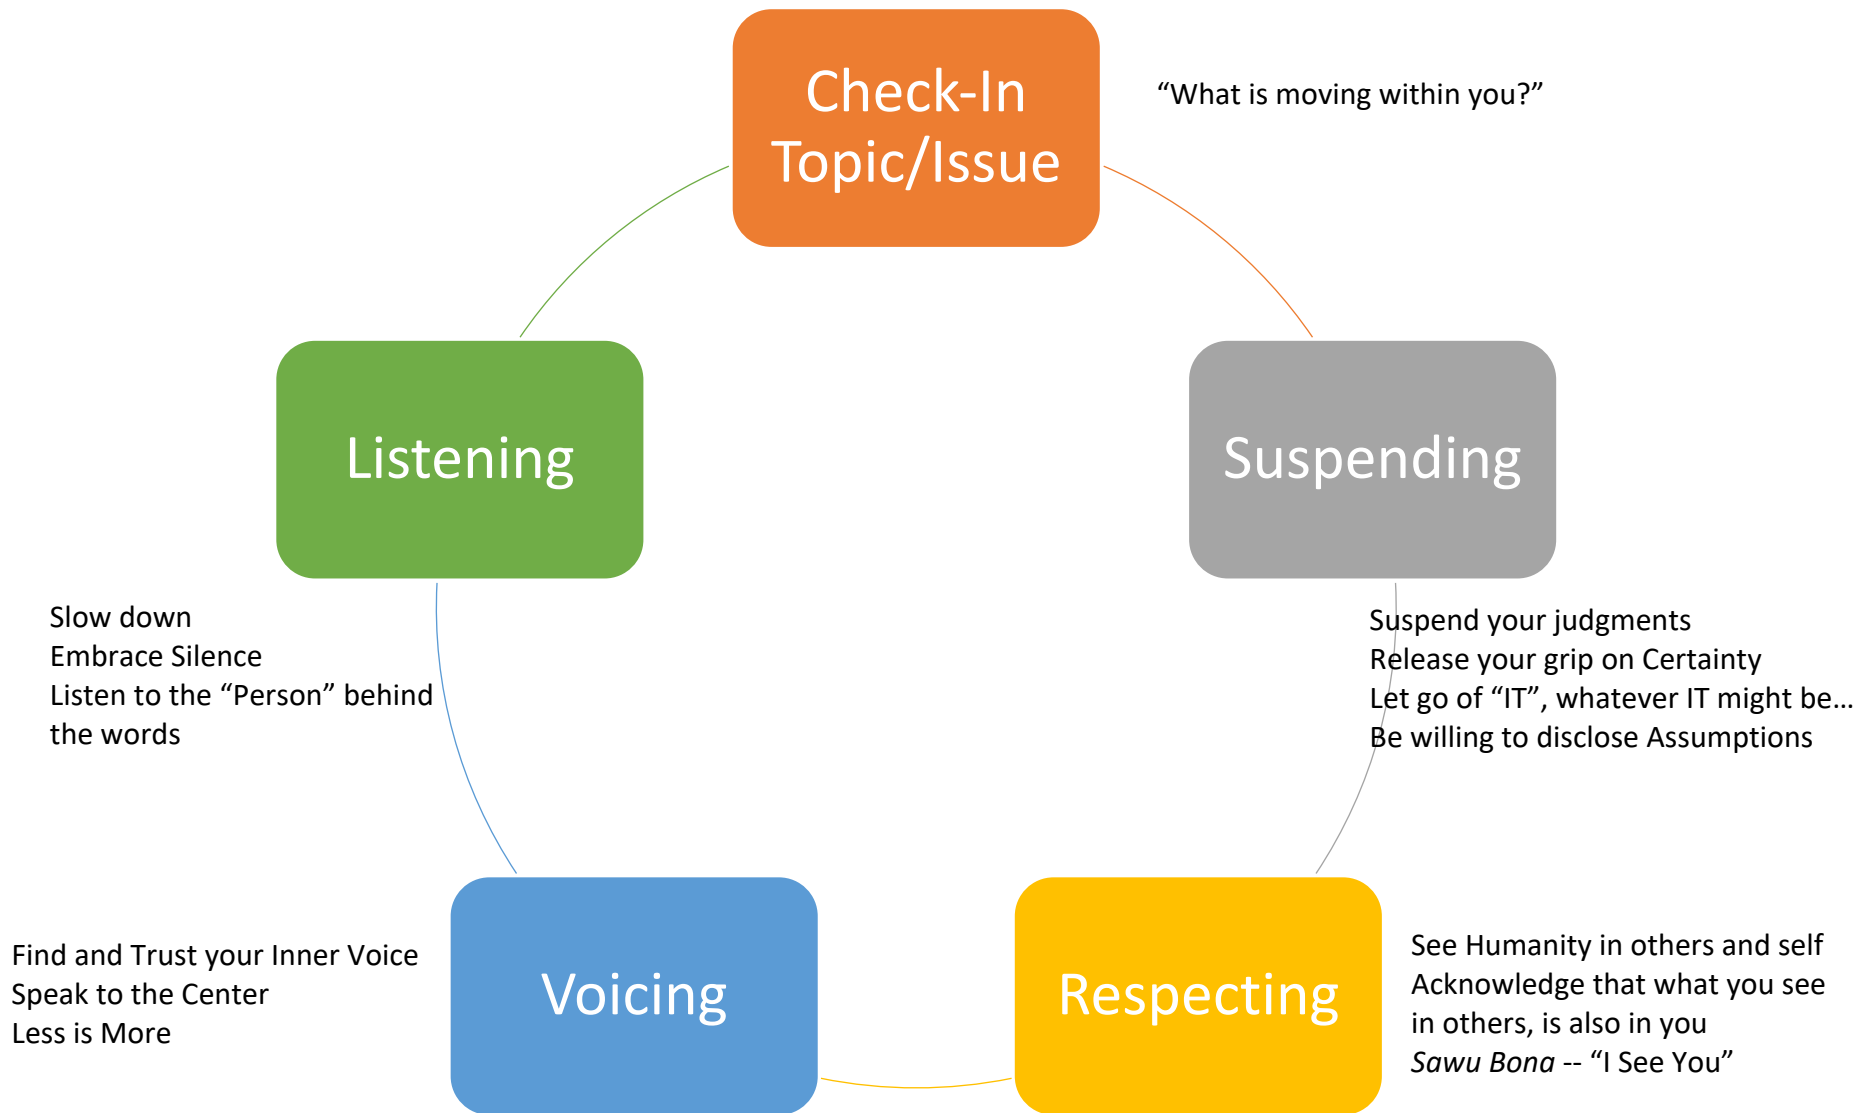 Check-In
Topic/Issue
“What is moving within you?”
Suspending
Suspend your judgments
Release your grip on Certainty
Let go of “IT”, whatever IT might be…
Be willing to disclose Assumptions
Respecting
See Humanity in others and self
Acknowledge that what you see
in others, is also in you
Sawu Bona -- “I See You”
Voicing
Find and Trust your Inner Voice
Speak to the Center
Less is More
Listening
Slow down
Embrace Silence
Listen to the “Person” behind
the words